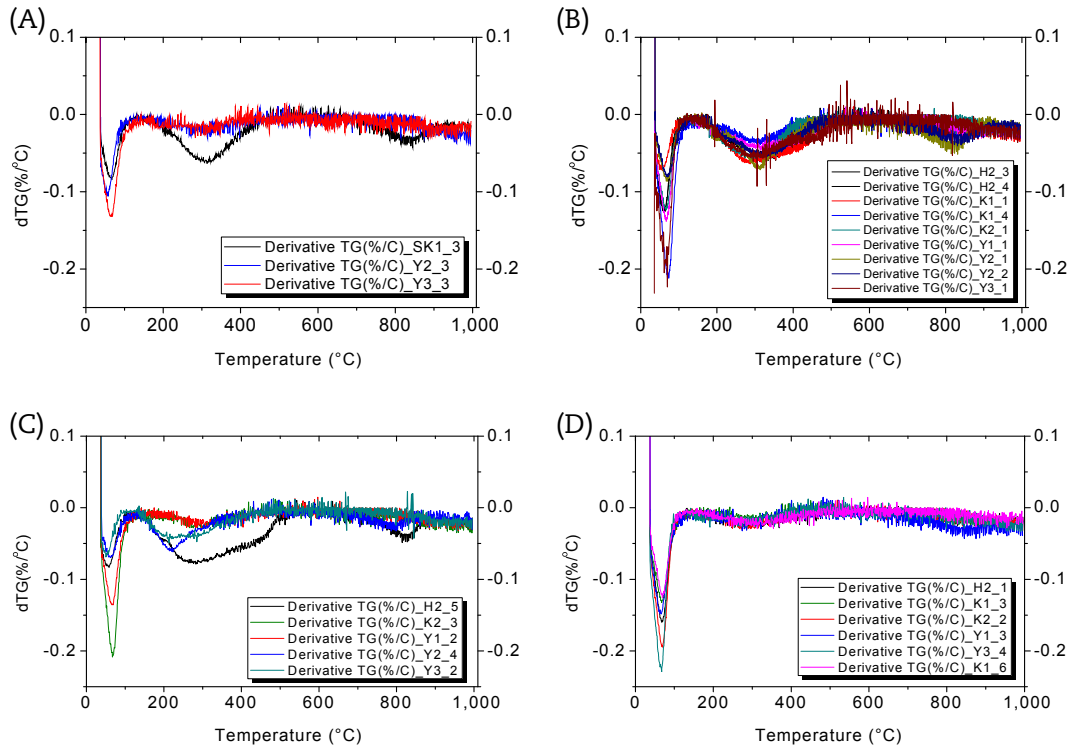 (A)
0.1
0.1
0.0
0.0
-0.1
-0.1
-0.2
-0.2
dTG(%/°C)
Derivative TG(%/C)_SK1_3
Derivative TG(%/C)_Y2_3
Derivative TG(%/C)_Y3_3
0 200 400 600 800 1,000
Temperature (°C)
(B)
0.1
0.1
0.0
0.0
-0.1
-0.1
-0.2
-0.2
dTG(%/°C)
Derivative TG(%/C)_H2_3
Derivative TG(%/C)_H2_4
Derivative TG(%/C)_K1_1
Derivative TG(%/C)_K1_4
Derivative TG(%/C)_K2_1
Derivative TG(%/C)_Y1_1
Derivative TG(%/C)_Y2_1
Derivative TG(%/C)_Y2_2
Derivative TG(%/C)_Y3_1
0 200 400 600 800 1,000
Temperature (°C)
(C)
0.1
0.1
0.0
0.0
-0.1
-0.1
-0.2
-0.2
dTG(%/°C)
Derivative TG(%/C)_H2_5
Derivative TG(%/C)_K2_3
Derivative TG(%/C)_Y1_2
Derivative TG(%/C)_Y2_4
Derivative TG(%/C)_Y3_2
0 200 400 600 800 1,000
Temperature (°C)
(D)
0.1
0.1
0.0
0.0
-0.1
-0.1
-0.2
-0.2
dTG(%/°C)
Derivative TG(%/C)_H2_1
Derivative TG(%/C)_K1_3
Derivative TG(%/C)_K2_2
Derivative TG(%/C)_Y1_3
Derivative TG(%/C)_Y3_4
Derivative TG(%/C)_K1_6
0 200 400 600 800 1,000
Temperature (°C)